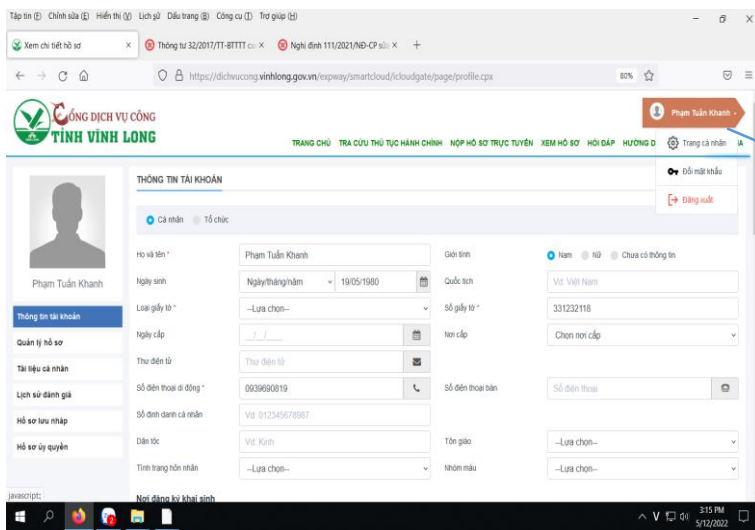 Tập tin (F) Chỉnh sửa (E) Hiển thị (V) Lịch sử Dấu trang (B) Công cụ (T) Trợ giúp (H)
Xem chi tiết hồ sơ
Thông tư 32/2017/TT-BTTTT củ
Nghị định 111/2021/NĐ-CP sửa
https://dichvucong.vinhlong.gov.vn/expway/smartcloud/icloudgate/page/profile.cpx
80%
CỔNG DỊCH VỤ CÔNG
TỈNH VĨNH LONG
Phạm Tuấn Khanh
TRANG CHỦ TRA CỨU THỦ TỤC HÀNH CHÍNH NỘP HỒ SƠ TRỰC TUYẾN XEM HỒ SƠ HỎI ĐÁP HƯỚNG D
Trang cá nhân
IA
Đổi mật khẩu
Đăng xuất
THÔNG TIN TÀI KHOẢN
Cá nhân Tổ chức
Phạm Tuấn Khanh
Thông tin tài khoản
Quản lý hồ sơ
Tài liệu cá nhân
Lịch sử đánh giá
Hồ sơ lưu nháp
Hồ sơ ủy quyền
Họ và tên * Phạm Tuấn Khanh Giới tính Nam Nữ Chưa có thông tin
Ngày sinh Ngày/tháng/năm 19/05/1980 Quốc tịch Vd: Việt Nam
Loại giấy tờ * --Lựa chọn-- Số giấy tờ * 331232118
Ngày cấp _/_/____ Nơi cấp Chọn nơi cấp
Thư điện tử Thư điện tử
Số điện thoại di động * 0939690819 Số điện thoại bàn Số điện thoại
Số định danh cá nhân Vd: 012345678987
Dân tộc Vd: Kinh Tôn giáo --Lựa chọn--
Tình trạng hôn nhân --Lựa chọn-- Nhóm máu --Lựa chọn--
Nơi đăng ký khai sinh
javascript:;
3:15 PM
5/12/2022